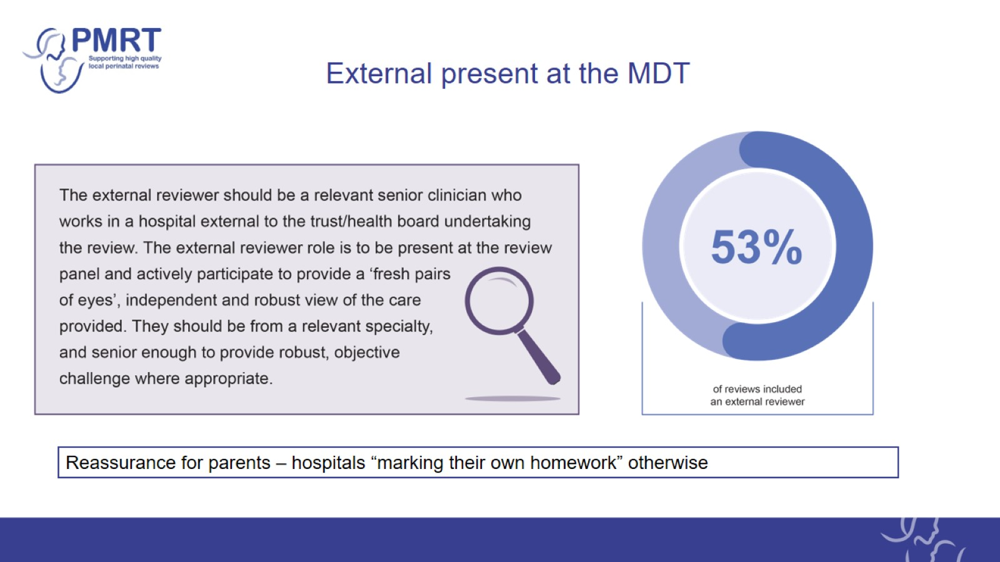 PMRT
Supporting high quality
local perinatal reviews
External present at the MDT
The external reviewer should be a relevant senior clinician who
works in a hospital external to the trust/health board undertaking
the review. The external reviewer role is to be present at the review
panel and actively participate to provide a ‘fresh pairs
of eyes’, independent and robust view of the care
provided. They should be from a relevant specialty,
and senior enough to provide robust, objective
challenge where appropriate.
53%
of reviews included
an external reviewer
Reassurance for parents – hospitals “marking their own homework” otherwise